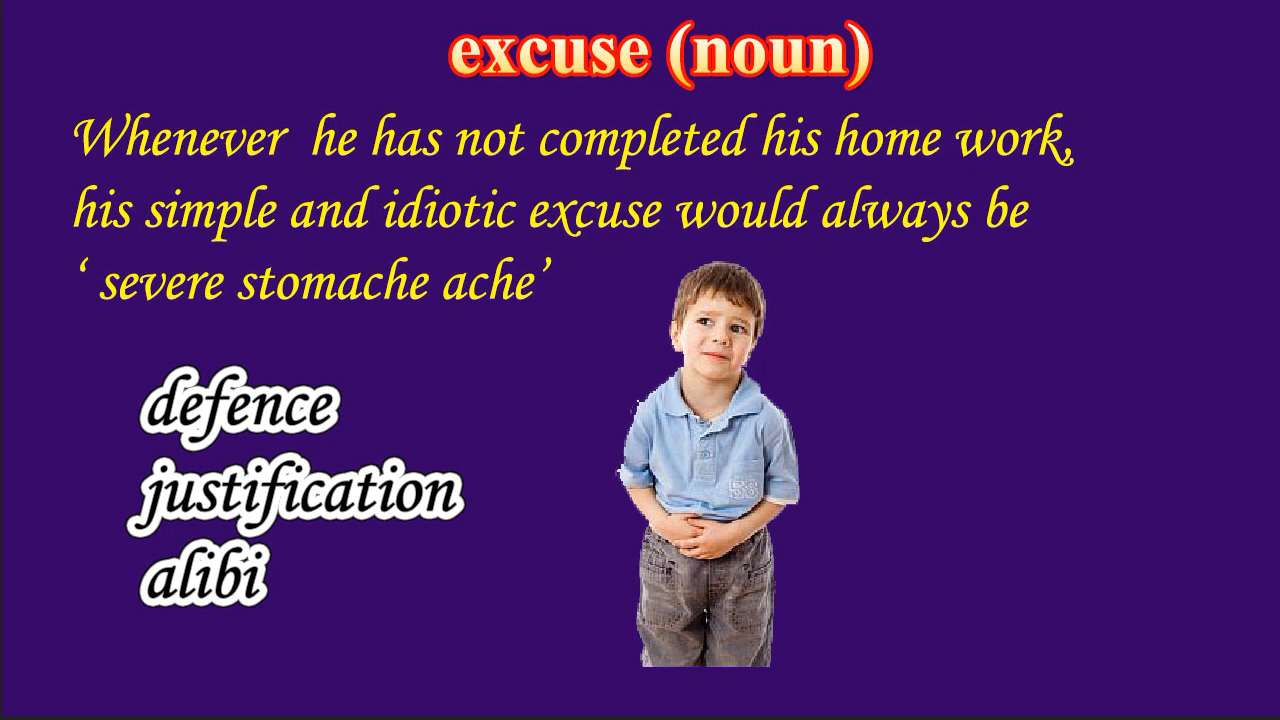 excuse (noun)
Whenever he has not completed his home work,
his simple and idiotic excuse would always be
‘ severe stomache ache’
defence
justification
alibi
58